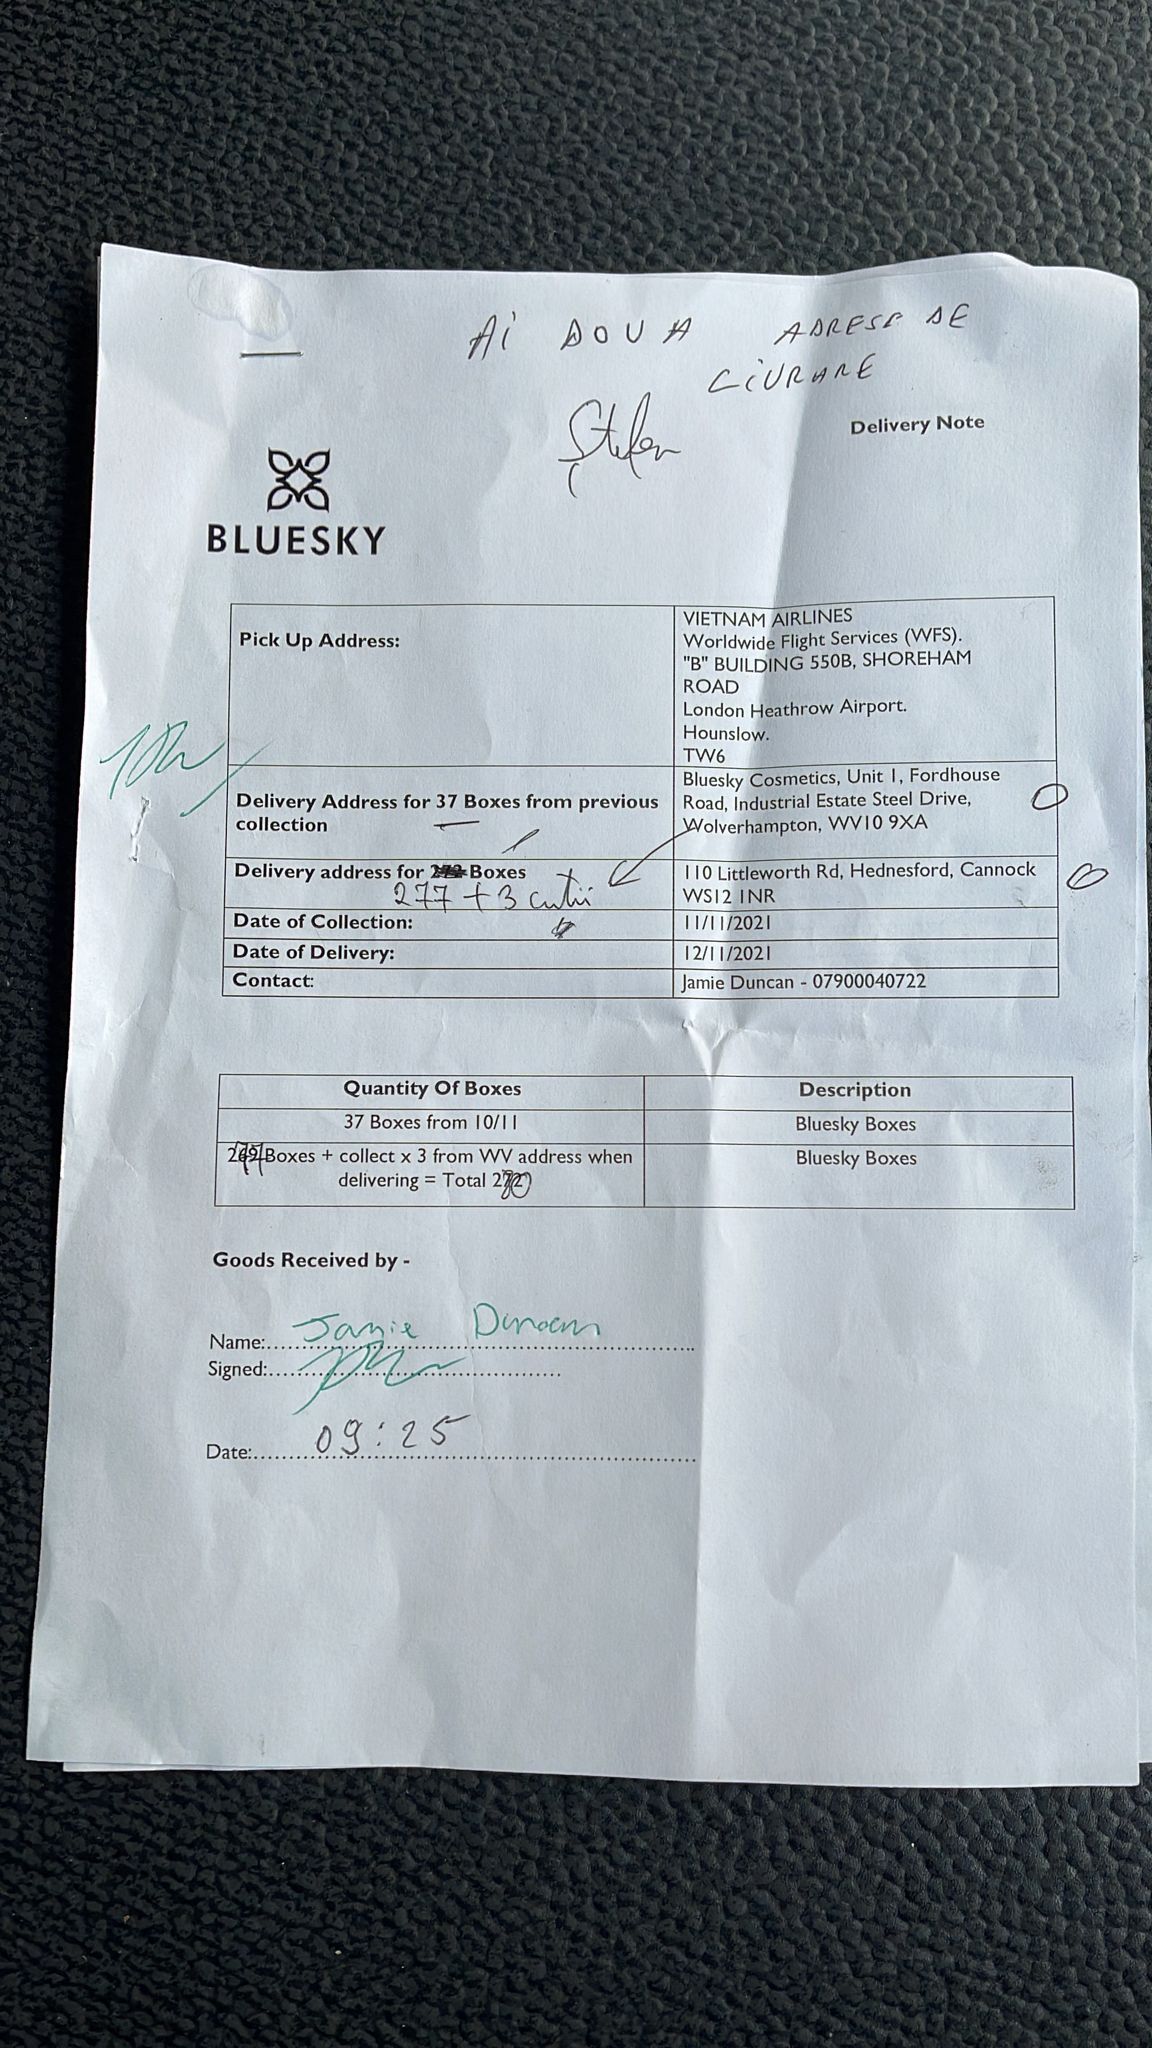 Ai DOUA ADRESE DE
LIVRARE
Ștefan
Delivery Note
BLUESKY
Pick Up Address:
VIETNAM AIRLINES
Worldwide Flight Services (WFS).
"B" BUILDING 550B, SHOREHAM
ROAD
London Heathrow Airport.
Hounslow.
TW6
Delivery Address for 37 Boxes from previous
collection
Bluesky Cosmetics, Unit 1, Fordhouse
Road, Industrial Estate Steel Drive,
Wolverhampton, WV10 9XA
Delivery address for 272 Boxes
277 + 3 cutii
110 Littleworth Rd, Hednesford, Cannock
WS12 1NR
Date of Collection:
11/11/2021
Date of Delivery:
12/11/2021
Contact:
Jamie Duncan - 07900040722
Quantity Of Boxes
Description
37 Boxes from 10/11
Bluesky Boxes
Boxes + collect x 3 from WV address when
delivering = Total 280
Bluesky Boxes
Goods Received by -
Name: Jamie Duncan
Signed:
Date: 09:25